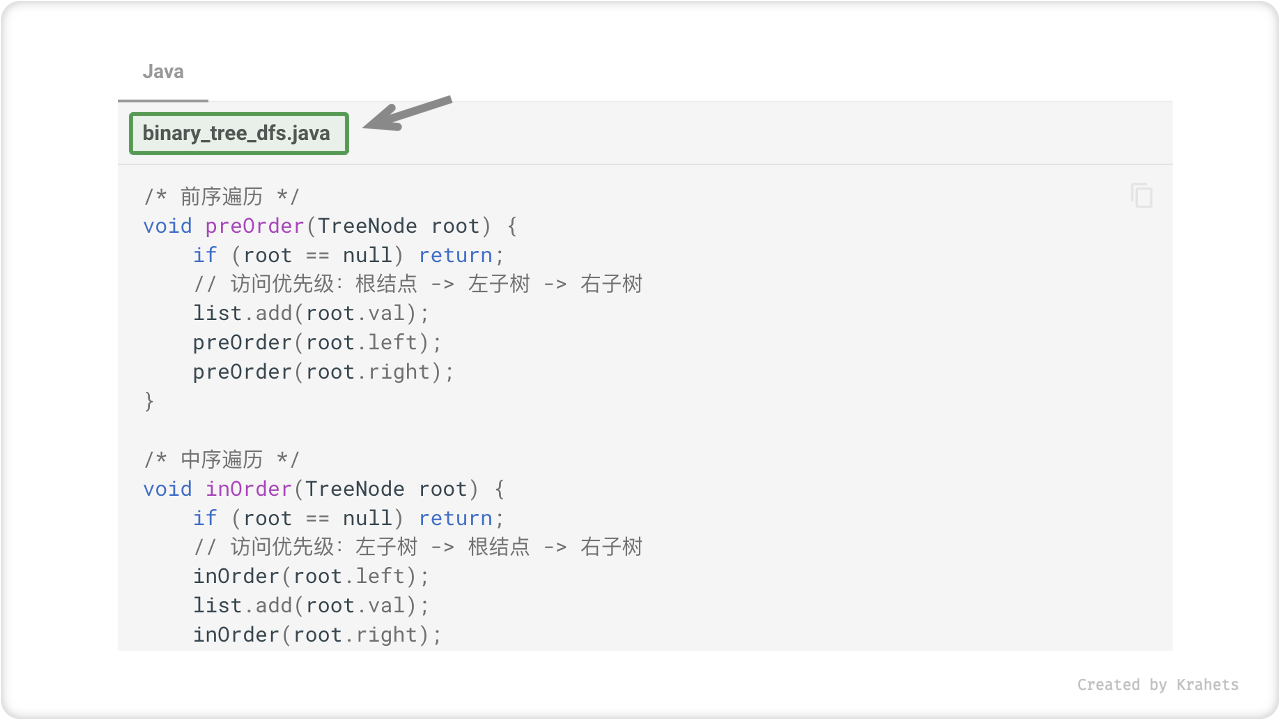 Java
binary_tree_dfs.java
/* 前序遍历 */
void preOrder(TreeNode root) {
    if (root == null) return;
    // 访问优先级：根结点 -> 左子树 -> 右子树
    list.add(root.val);
    preOrder(root.left);
    preOrder(root.right);
}
/* 中序遍历 */
void inOrder(TreeNode root) {
    if (root == null) return;
    // 访问优先级：左子树 -> 根结点 -> 右子树
    inOrder(root.left);
    list.add(root.val);
    inOrder(root.right);
Created by Krahets